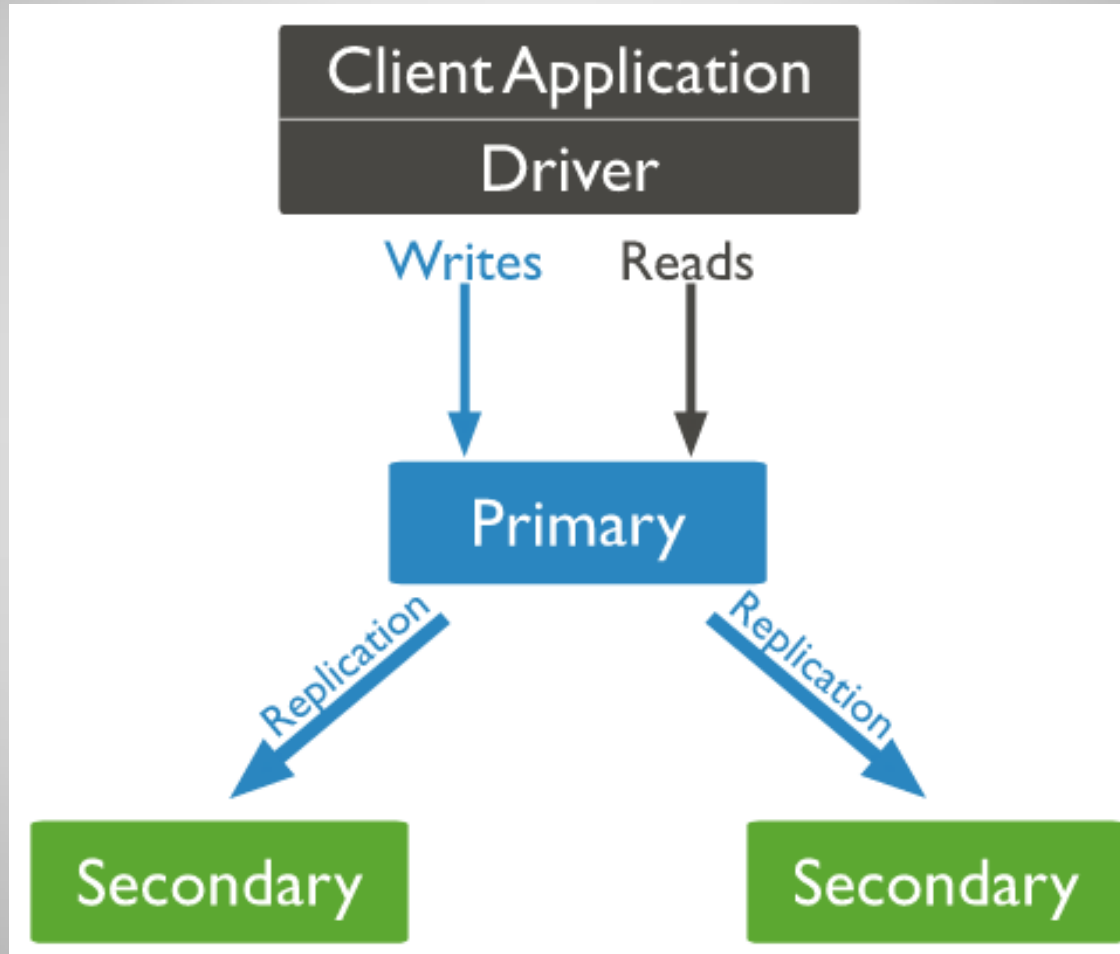 Client Application
Driver
Writes
Reads
Primary
Replication
Replication
Secondary
Secondary